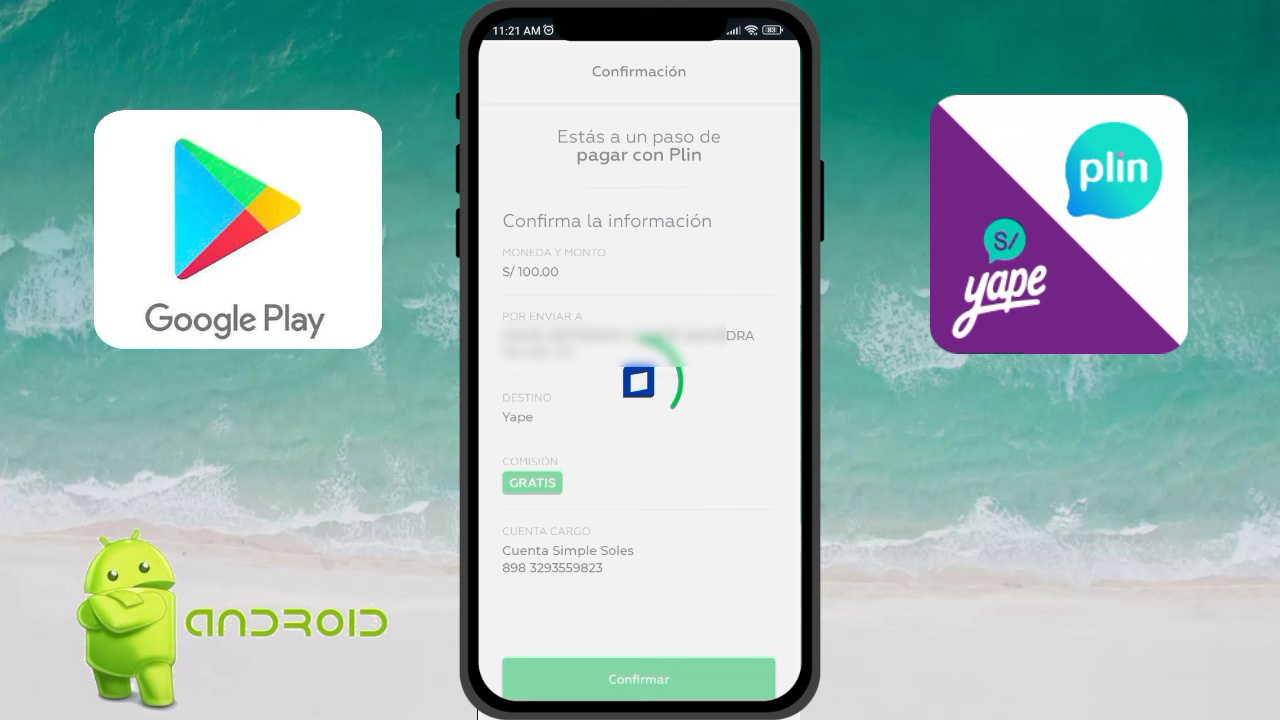 11:21 AM
83
Confirmación
Estás a un paso de
pagar con Plin
Confirma la información
MONEDA Y MONTO
S/ 100.00
POR ENVIAR A
DRA
DESTINO
Yape
COMISIÓN
GRATIS
CUENTA CARGO
Cuenta Simple Soles
898 3293559823
Confirmar
Google Play
ANDROID
plin
S/
yape